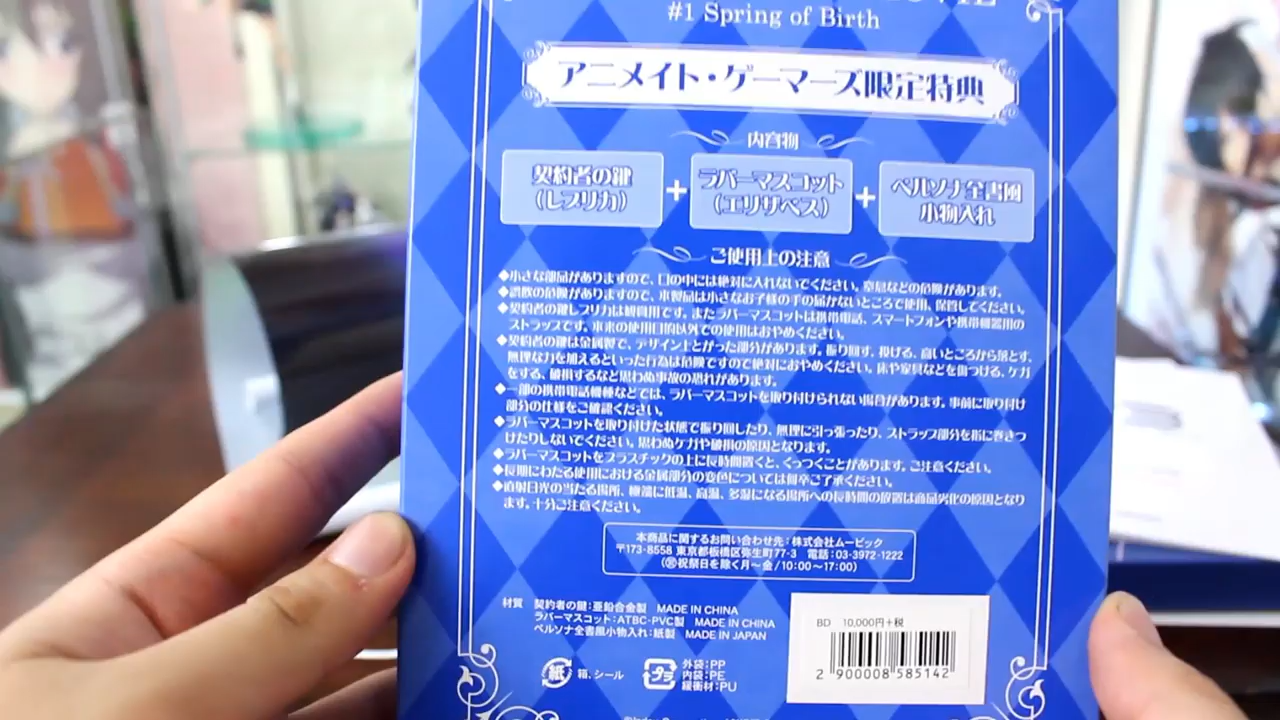 #1 Spring of Birth
アニメイト・ゲーマーズ限定特典
内容物
契約者の鍵
(レプリカ)
+
ラバーマスコット
(エリザベス)
+
ペルソナ全書風
小物入れ
ご使用上の注意
◆小さな部品がありますので、口の中には絶対に入れないでください。窒息などの危険があります。
◆誤飲の危険がありますので、本製品は小さなお子様の手の届かないところで使用、保管してください。
◆契約者の鍵レプリカは観賞用です。またラバーマスコットは携帯電話、スマートフォンや携帯機器用の
ストラップです。本来の使用目的以外での使用はおやめください。
◆契約者の鍵は金属製で、デザイン上とがった部分があります。振り回す、投げる、高いところから落とす、
無理な力を加えるといった行為は危険ですので絶対におやめください。床や家具などを傷つける、ケガ
をする、破損するなど思わぬ事故の恐れがあります。
◆一部の携帯電話機種などでは、ラバーマスコットを取り付けられない場合があります。事前に取り付け
部分の仕様をご確認ください。
◆ラバーマスコットを取り付けた状態で振り回したり、無理に引っ張ったり、ストラップ部分を指に巻きつ
けたりしないでください。思わぬケガや破損の原因となります。
◆ラバーマスコットをプラスチックの上に長時間置くと、くっつくことがあります。ご注意ください。
◆長期にわたる使用における金属部分の変色については何卒ご了承ください。
◆直射日光の当たる場所、極端に低温、高温、多湿になる場所への長時間の放置は商品劣化の原因となり
ます。十分ご注意ください。
本商品に関するお問い合わせ先:株式会社ムービック
〒173-8558 東京都板橋区弥生町77-3 電話:03-3972-1222
(㊡祝祭日を除く月〜金/10:00〜17:00)
材質 契約者の鍵:亜鉛合金製 MADE IN CHINA
ラバーマスコット:ATBC-PVC製 MADE IN CHINA
ペルソナ全書風小物入れ:紙製 MADE IN JAPAN
紙 箱、シール
プラ 外袋:PP
内袋:PE
緩衝材:PU
BD 10,000円+税
2 900008 585142